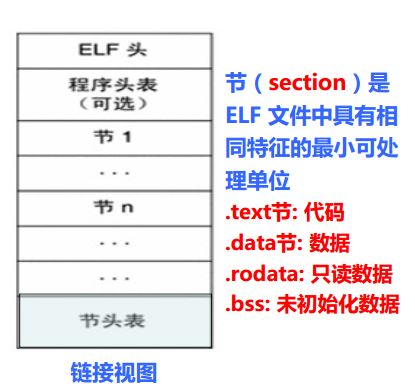 ELF 头
程序头表
（可选）
节 1
...
节 n
...
...
节头表
链接视图
节（section）是
ELF 文件中具有相
同特征的最小可处
理单位
.text节: 代码
.data节: 数据
.rodata: 只读数据
.bss: 未初始化数据